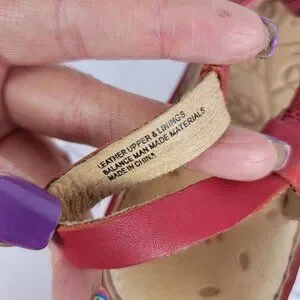 LEATHER UPPER & LININGS
BALANCE MAN MADE MATERIALS
MADE IN CHINA